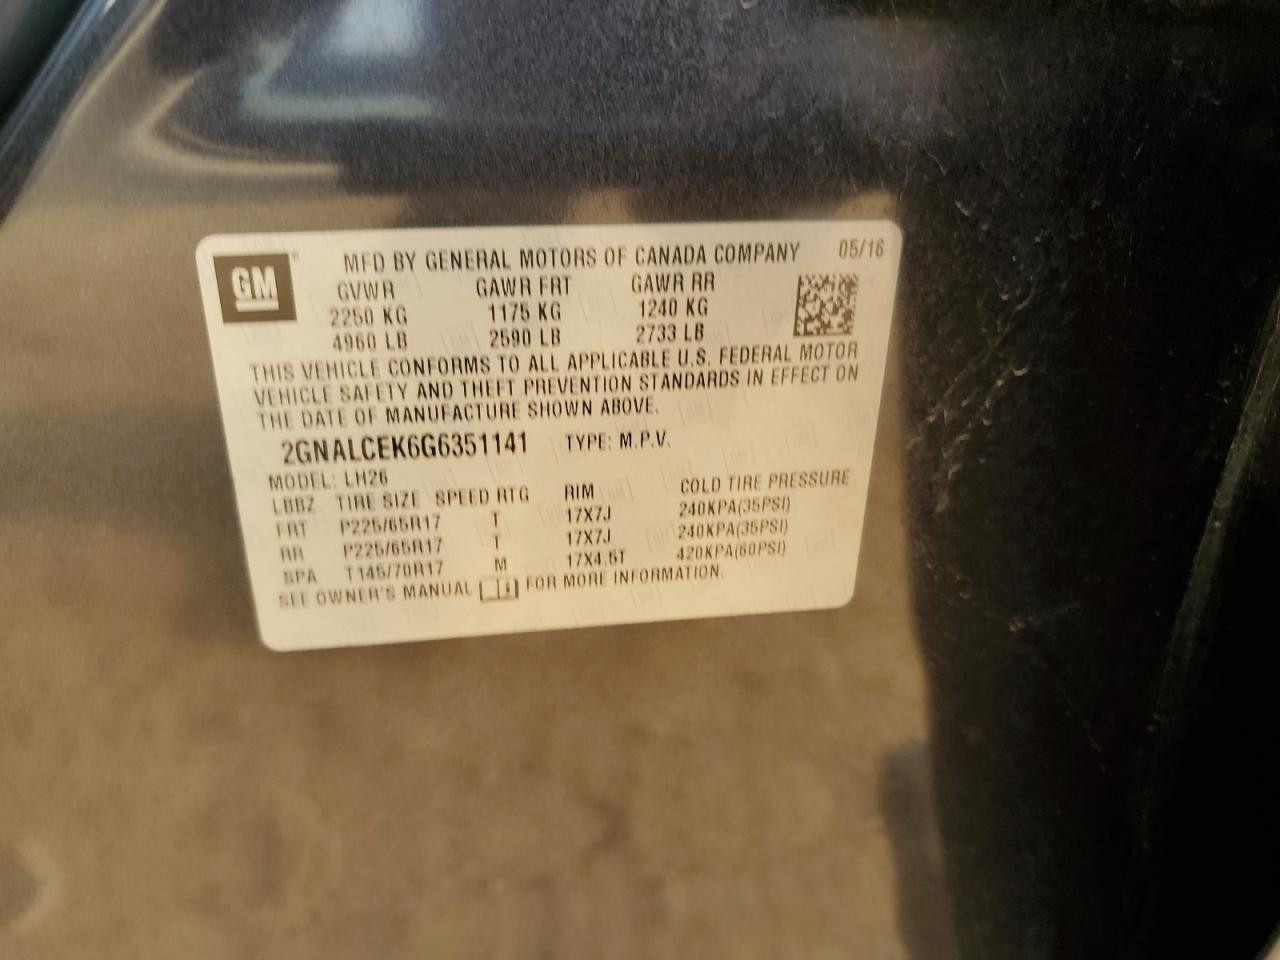 GM
MFD BY GENERAL MOTORS OF CANADA COMPANY 05/16
GVWR GAWR FRT GAWR RR
2250 KG 1175 KG 1240 KG
4960 LB 2590 LB 2733 LB
THIS VEHICLE CONFORMS TO ALL APPLICABLE U.S. FEDERAL MOTOR
VEHICLE SAFETY AND THEFT PREVENTION STANDARDS IN EFFECT ON
THE DATE OF MANUFACTURE SHOWN ABOVE.
2GNALCEK6G6351141 TYPE: M.P.V.
MODEL: LH26
LBBZ TIRE SIZE SPEED RTG RIM COLD TIRE PRESSURE
FRT P225/65R17 T 17X7J 240KPA(35PSI)
RR P225/65R17 T 17X7J 240KPA(35PSI)
SPA T145/70R17 M 17X4.5T 420KPA(60PSI)
SEE OWNER'S MANUAL FOR MORE INFORMATION.